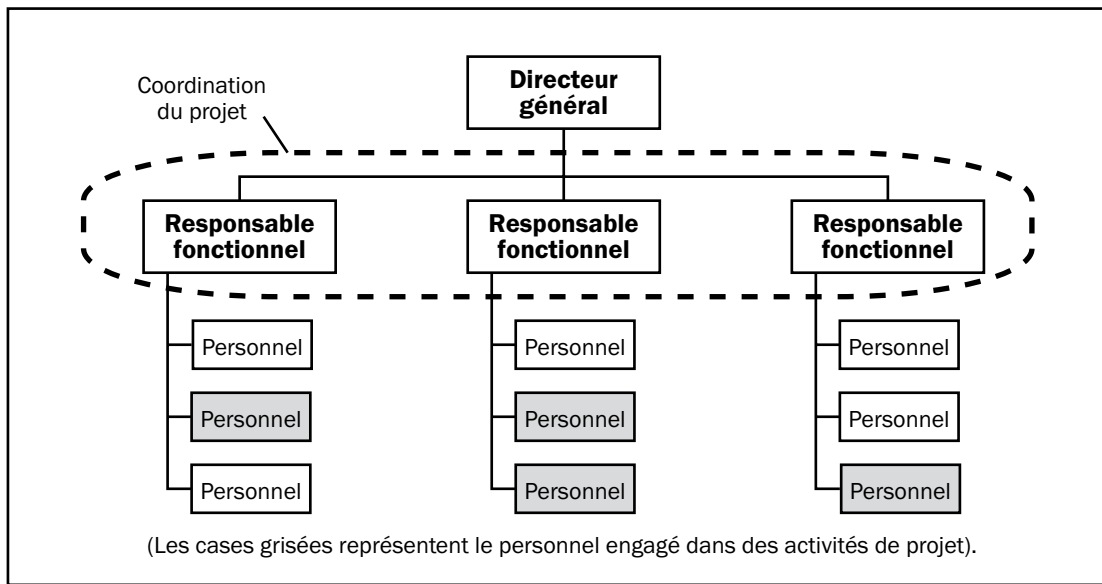 Directeur
général
Coordination
du projet
Responsable
fonctionnel
Responsable
fonctionnel
Responsable
fonctionnel
Personnel
Personnel
Personnel
Personnel
Personnel
Personnel
Personnel
Personnel
Personnel
(Les cases grisées représentent le personnel engagé dans des activités de projet).